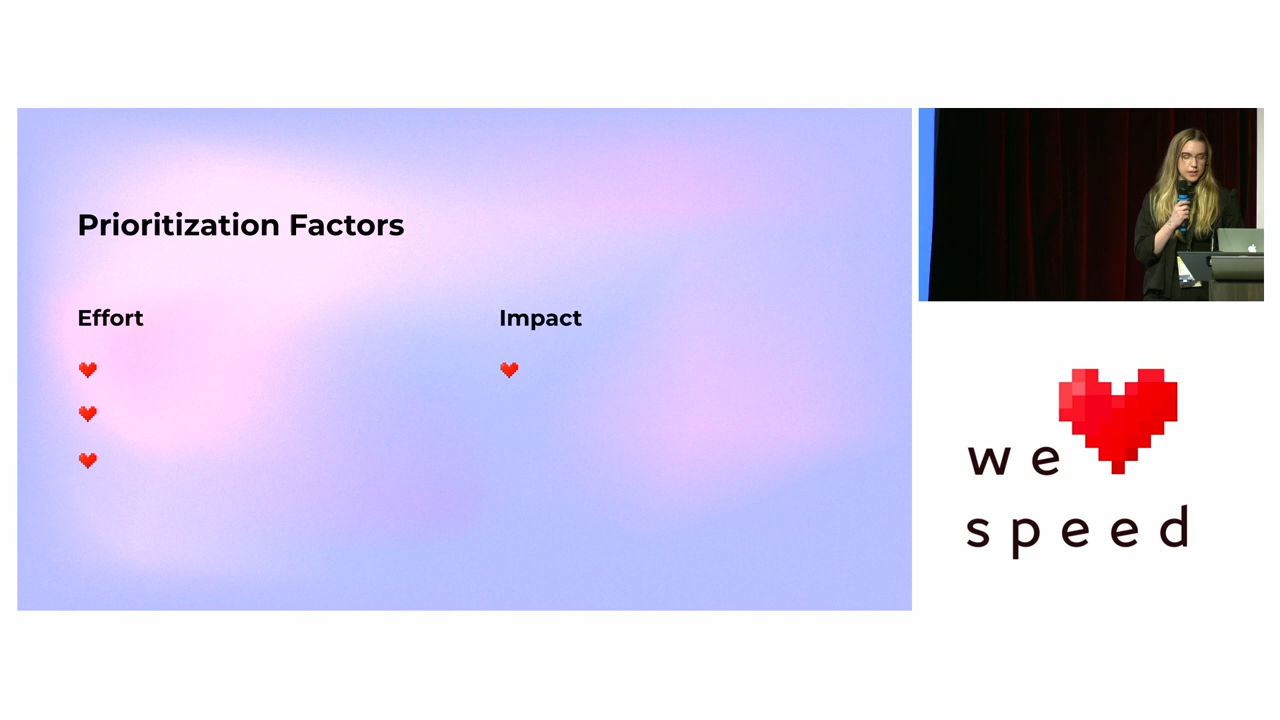 Prioritization Factors
Effort
Impact
we
speed